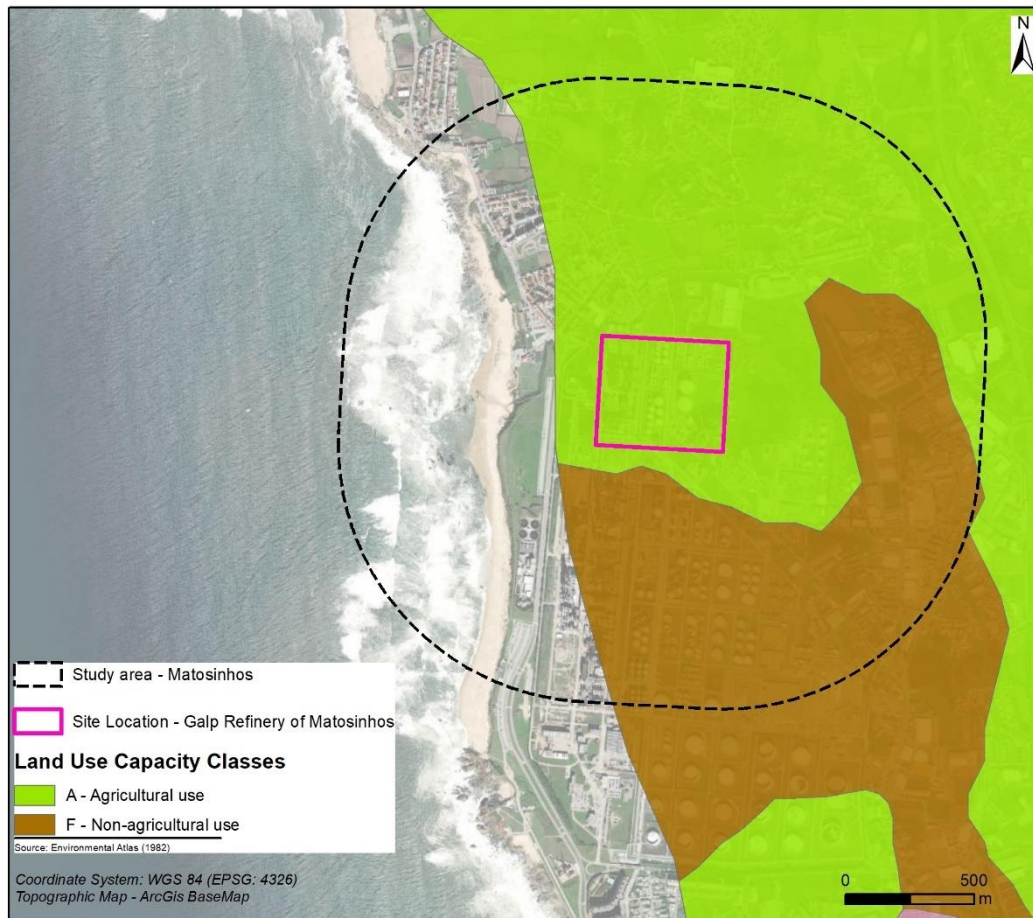 N
Study area - Matosinhos
Site Location - Galp Refinery of Matosinhos
Land Use Capacity Classes
A - Agricultural use
F - Non-agricultural use
Source: Environmental Atlas (1982)
Coordinate System: WGS 84 (EPSG: 4326)
Topographic Map - ArcGis BaseMap
0 500
m